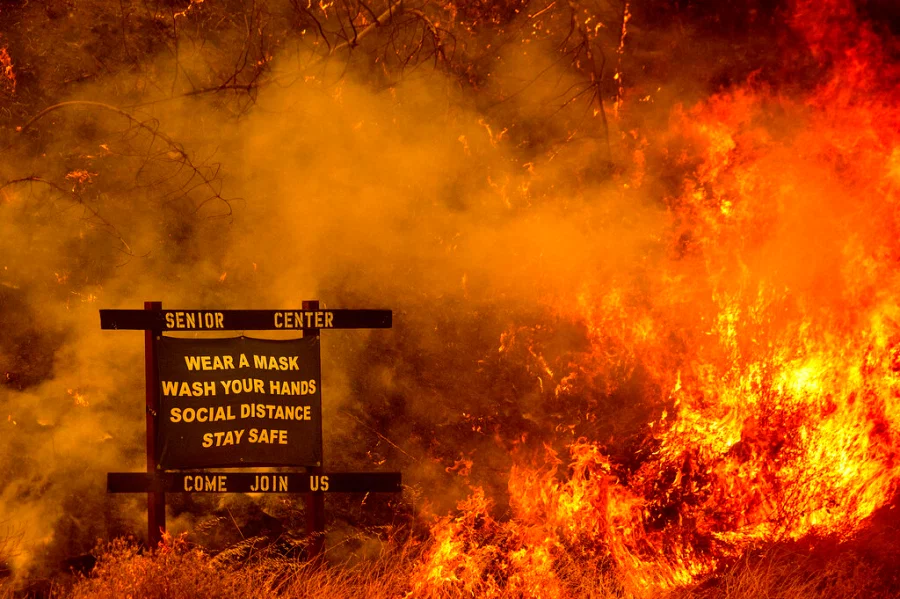 SENIOR CENTER
WEAR A MASK
WASH YOUR HANDS
SOCIAL DISTANCE
STAY SAFE
COME JOIN US